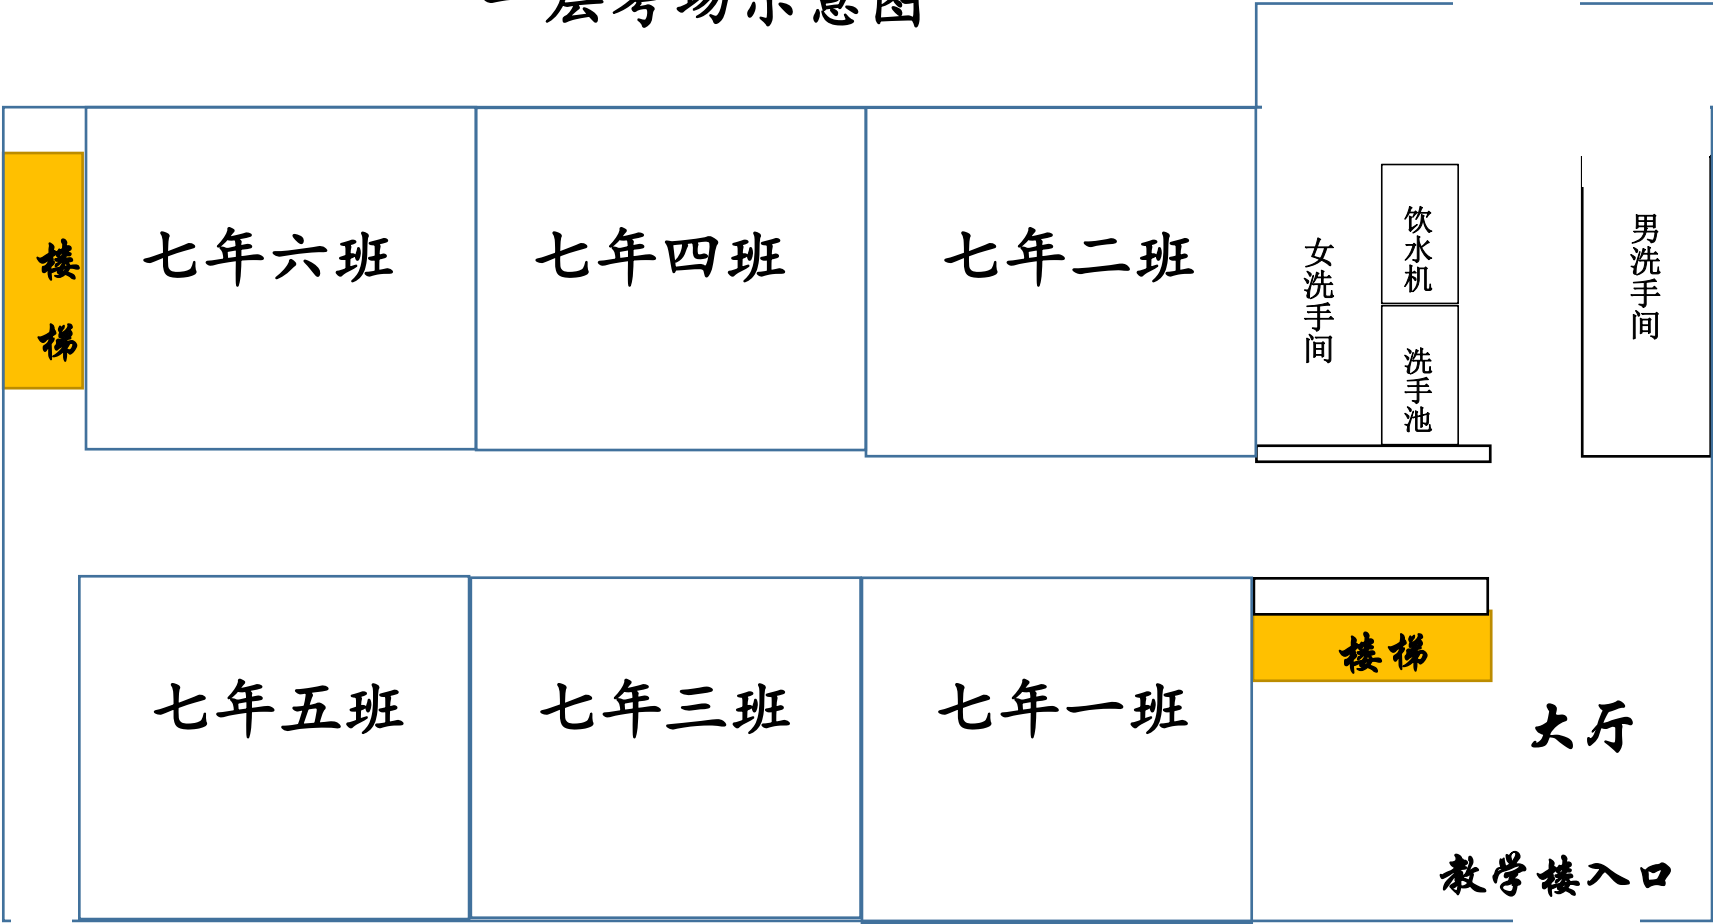 一层考场示意图
七年六班
七年四班
七年二班
楼梯
女洗手间
饮水机
洗手池
男洗手间
七年五班
七年三班
七年一班
楼梯
大厅
教学楼入口